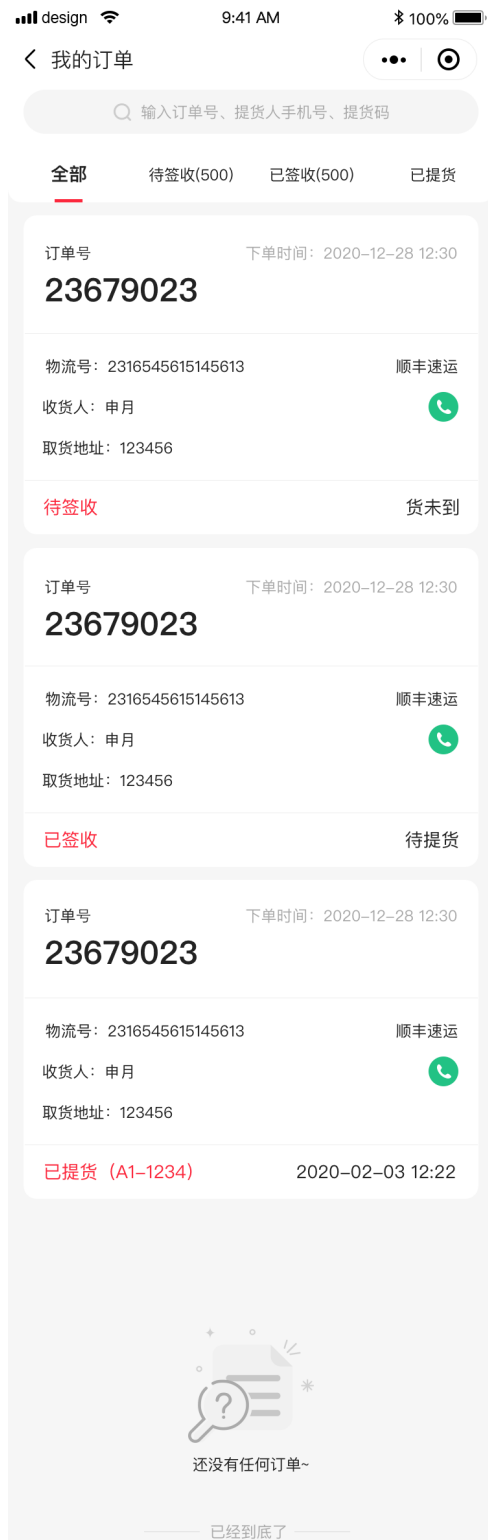 design 9:41 AM 100%
我的订单
输入订单号、提货人手机号、提货码
全部 待签收(500) 已签收(500) 已提货
订单号 下单时间：2020-12-28 12:30
23679023
物流号：2316545615145613 顺丰速运
收货人：申月
取货地址：123456
待签收 货未到
订单号 下单时间：2020-12-28 12:30
23679023
物流号：2316545615145613 顺丰速运
收货人：申月
取货地址：123456
已签收 待提货
订单号 下单时间：2020-12-28 12:30
23679023
物流号：2316545615145613 顺丰速运
收货人：申月
取货地址：123456
已提货（A1-1234） 2020-02-03 12:22
?
还没有任何订单~
已经到底了